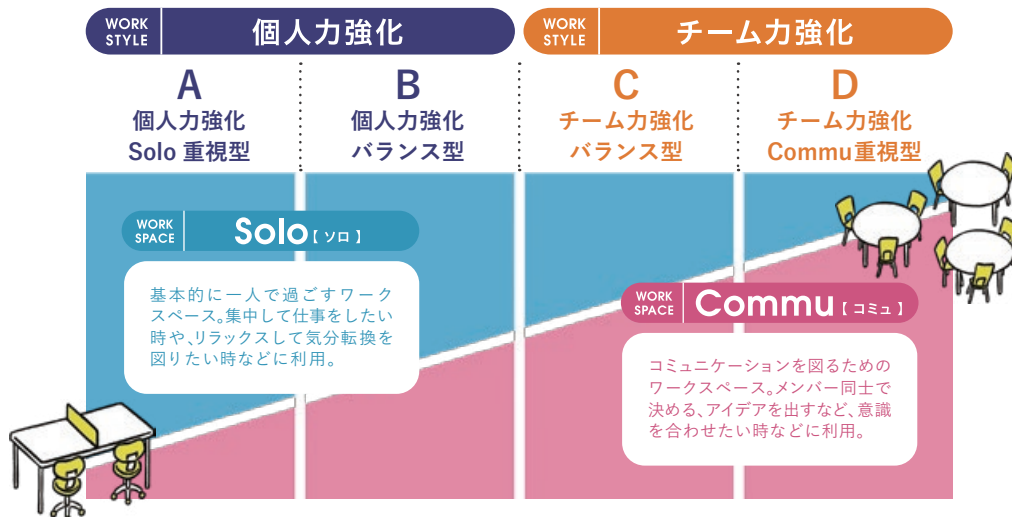 WORK STYLE 個人力強化
WORK STYLE チーム力強化
A
個人力強化
Solo 重視型
B
個人力強化
バランス型
C
チーム力強化
バランス型
D
チーム力強化
Commu重視型
WORK SPACE Solo【 ソロ 】
基本的に一人で過ごすワーク
スペース。集中して仕事をしたい
時や、リラックスして気分転換を
図りたい時などに利用。
WORK SPACE Commu【 コミュ 】
コミュニケーションを図るための
ワークスペース。メンバー同士で
決める、アイデアを出すなど、意識
を合わせたい時などに利用。